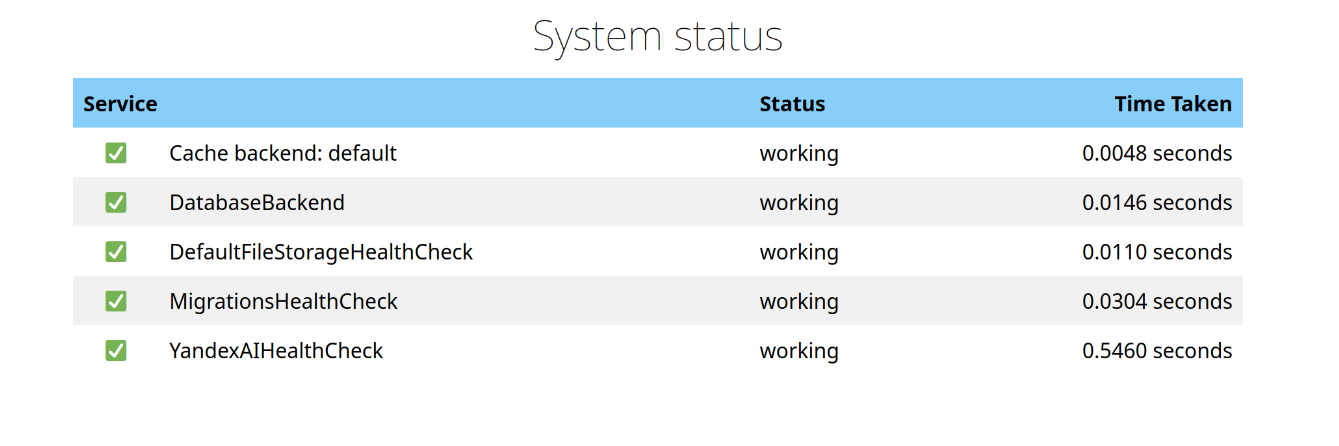 System status
Service Status Time Taken
✅ Cache backend: default working 0.0048 seconds
✅ DatabaseBackend working 0.0146 seconds
✅ DefaultFileStorageHealthCheck working 0.0110 seconds
✅ MigrationsHealthCheck working 0.0304 seconds
✅ YandexAIHealthCheck working 0.5460 seconds